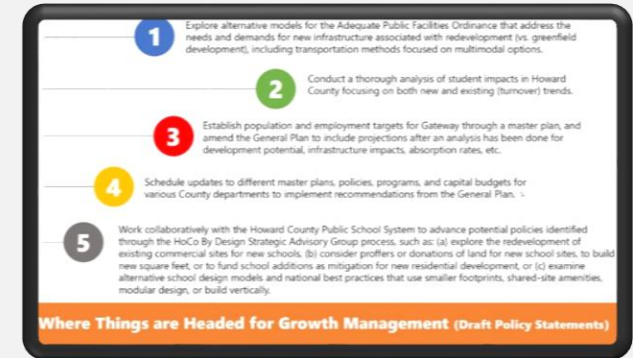 1
Explore alternative models for the Adequate Public Facilities Ordinance that address the
needs and demands for new infrastructure associated with redevelopment (vs. greenfield
development), including transportation methods focused on multimodal options.
2
Conduct a thorough analysis of student impacts in Howard
County focusing on both new and existing (turnover) trends.
3
Establish population and employment targets for Gateway through a master plan, and
amend the General Plan to include projections after an analysis has been done for
development potential, infrastructure impacts, absorption rates, etc.
4
Schedule updates to different master plans, policies, programs, and capital budgets for
various County departments to implement recommendations from the General Plan.
5
Work collaboratively with the Howard County Public School System to advance potential policies identified
through the HoCo By Design Strategic Advisory Group process, such as: (a) explore the redevelopment of
existing commercial sites for new schools, (b) consider proffers or donations of land for new school sites, to build
new square feet, or to fund school additions as mitigation for new residential development, or (c) examine
alternative school design models and national best practices that use smaller footprints, shared-site amenities,
modular design, or build vertically.
Where Things are Headed for Growth Management (Draft Policy Statements)